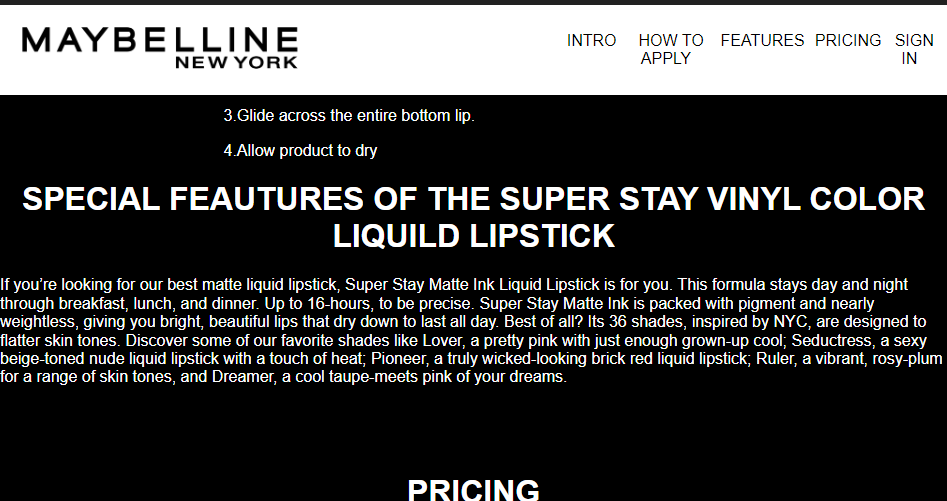 MAYBELLINE
NEW YORK
INTRO
HOW TO
APPLY
FEATURES
PRICING
SIGN
IN
3.Glide across the entire bottom lip.
4.Allow product to dry
SPECIAL FEAUTURES OF THE SUPER STAY VINYL COLOR
LIQUILD LIPSTICK
If you’re looking for our best matte liquid lipstick, Super Stay Matte Ink Liquid Lipstick is for you. This formula stays day and night
through breakfast, lunch, and dinner. Up to 16-hours, to be precise. Super Stay Matte Ink is packed with pigment and nearly
weightless, giving you bright, beautiful lips that dry down to last all day. Best of all? Its 36 shades, inspired by NYC, are designed to
flatter skin tones. Discover some of our favorite shades like Lover, a pretty pink with just enough grown-up cool; Seductress, a sexy
beige-toned nude liquid lipstick with a touch of heat; Pioneer, a truly wicked-looking brick red liquid lipstick; Ruler, a vibrant, rosy-plum
for a range of skin tones, and Dreamer, a cool taupe-meets pink of your dreams.
PRICING